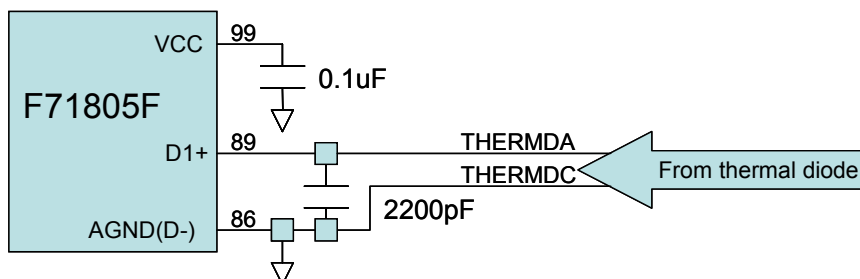 99
VCC
0.1uF
F71805F
89
THERMDA
D1+
From thermal diode
THERMDC
2200pF
86
AGND(D-)